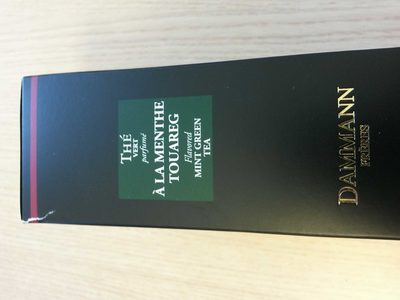 THÉ
VERT
parfumé
À LA MENTHE
TOUAREG
Flavored
MINT GREEN
TEA
DAMMANN
FRÈRES